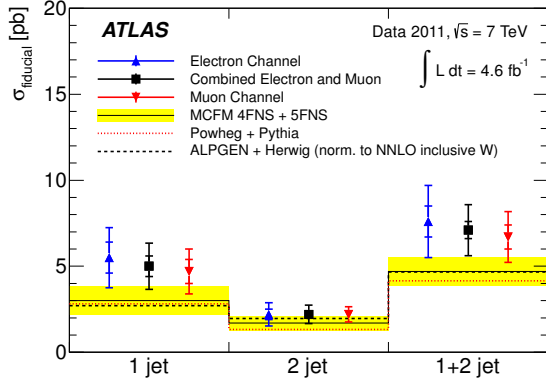 ATLAS
Data 2011, √s = 7 TeV
∫ L dt = 4.6 fb⁻¹
Electron Channel
Combined Electron and Muon
Muon Channel
MCFM 4FNS + 5FNS
Powheg + Pythia
ALPGEN + Herwig (norm. to NNLO inclusive W)
σ_fiducial [pb]
20
15
10
5
0
1 jet 2 jet 1+2 jet